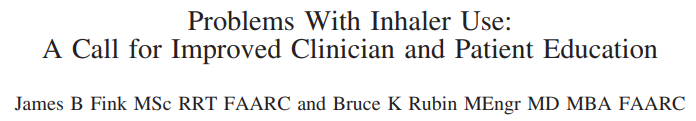 Problems With Inhaler Use:
A Call for Improved Clinician and Patient Education
James B Fink MSc RRT FAARC and Bruce K Rubin MEngr MD MBA FAARC